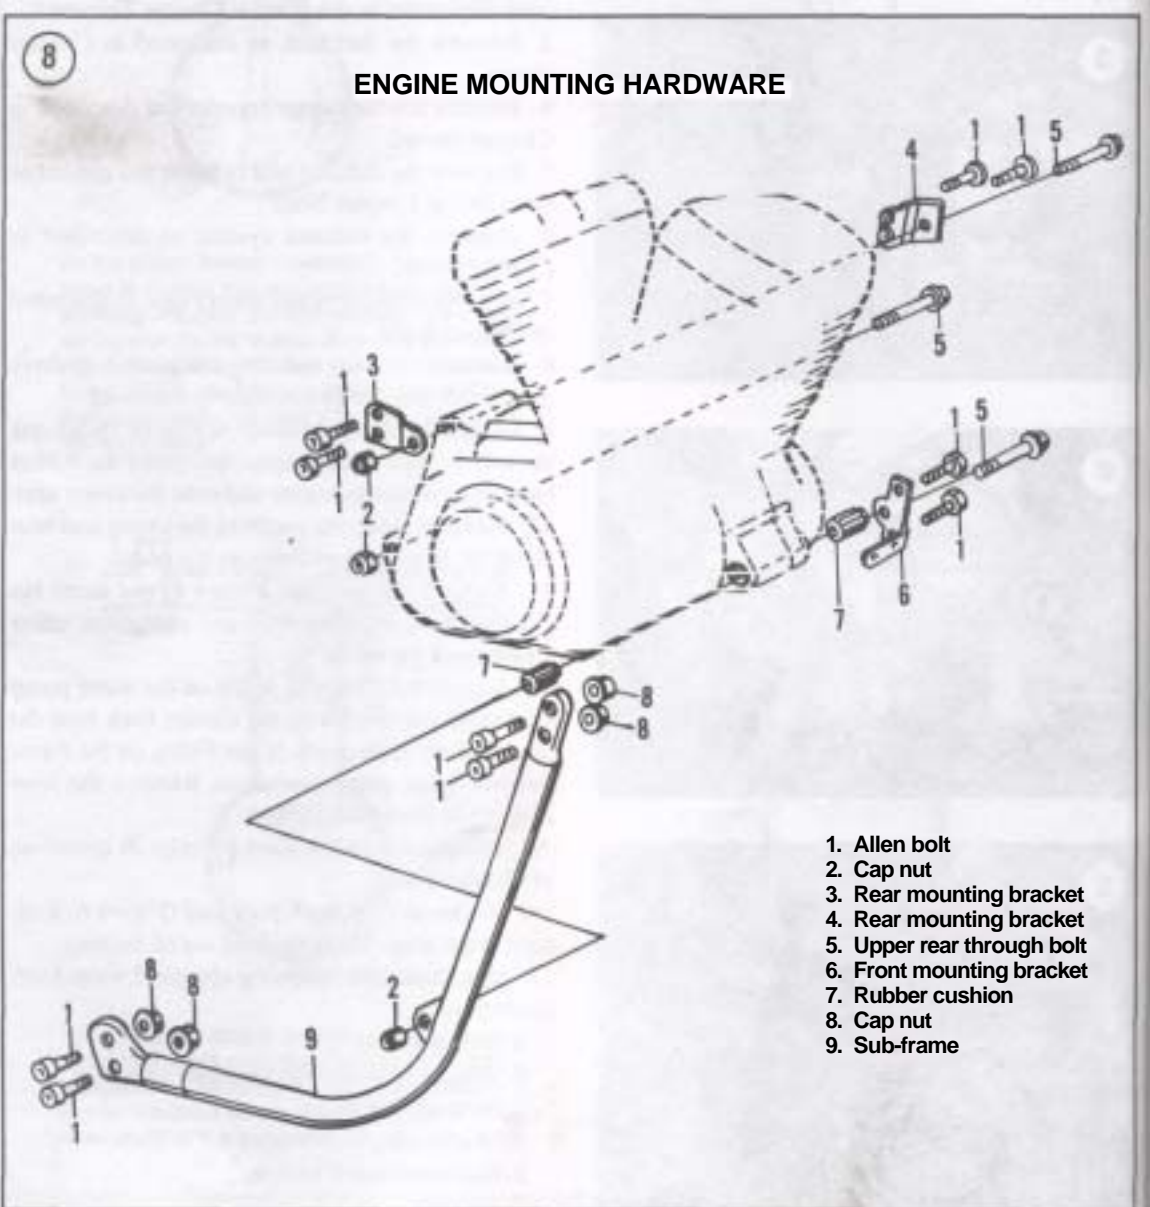 8
ENGINE MOUNTING HARDWARE
1 1 5
4
5
3
1
1 5
1
2
1
6
7
7
8
8
1
1
8
8
2
1
9
1
1. Allen bolt
2. Cap nut
3. Rear mounting bracket
4. Rear mounting bracket
5. Upper rear through bolt
6. Front mounting bracket
7. Rubber cushion
8. Cap nut
9. Sub-frame